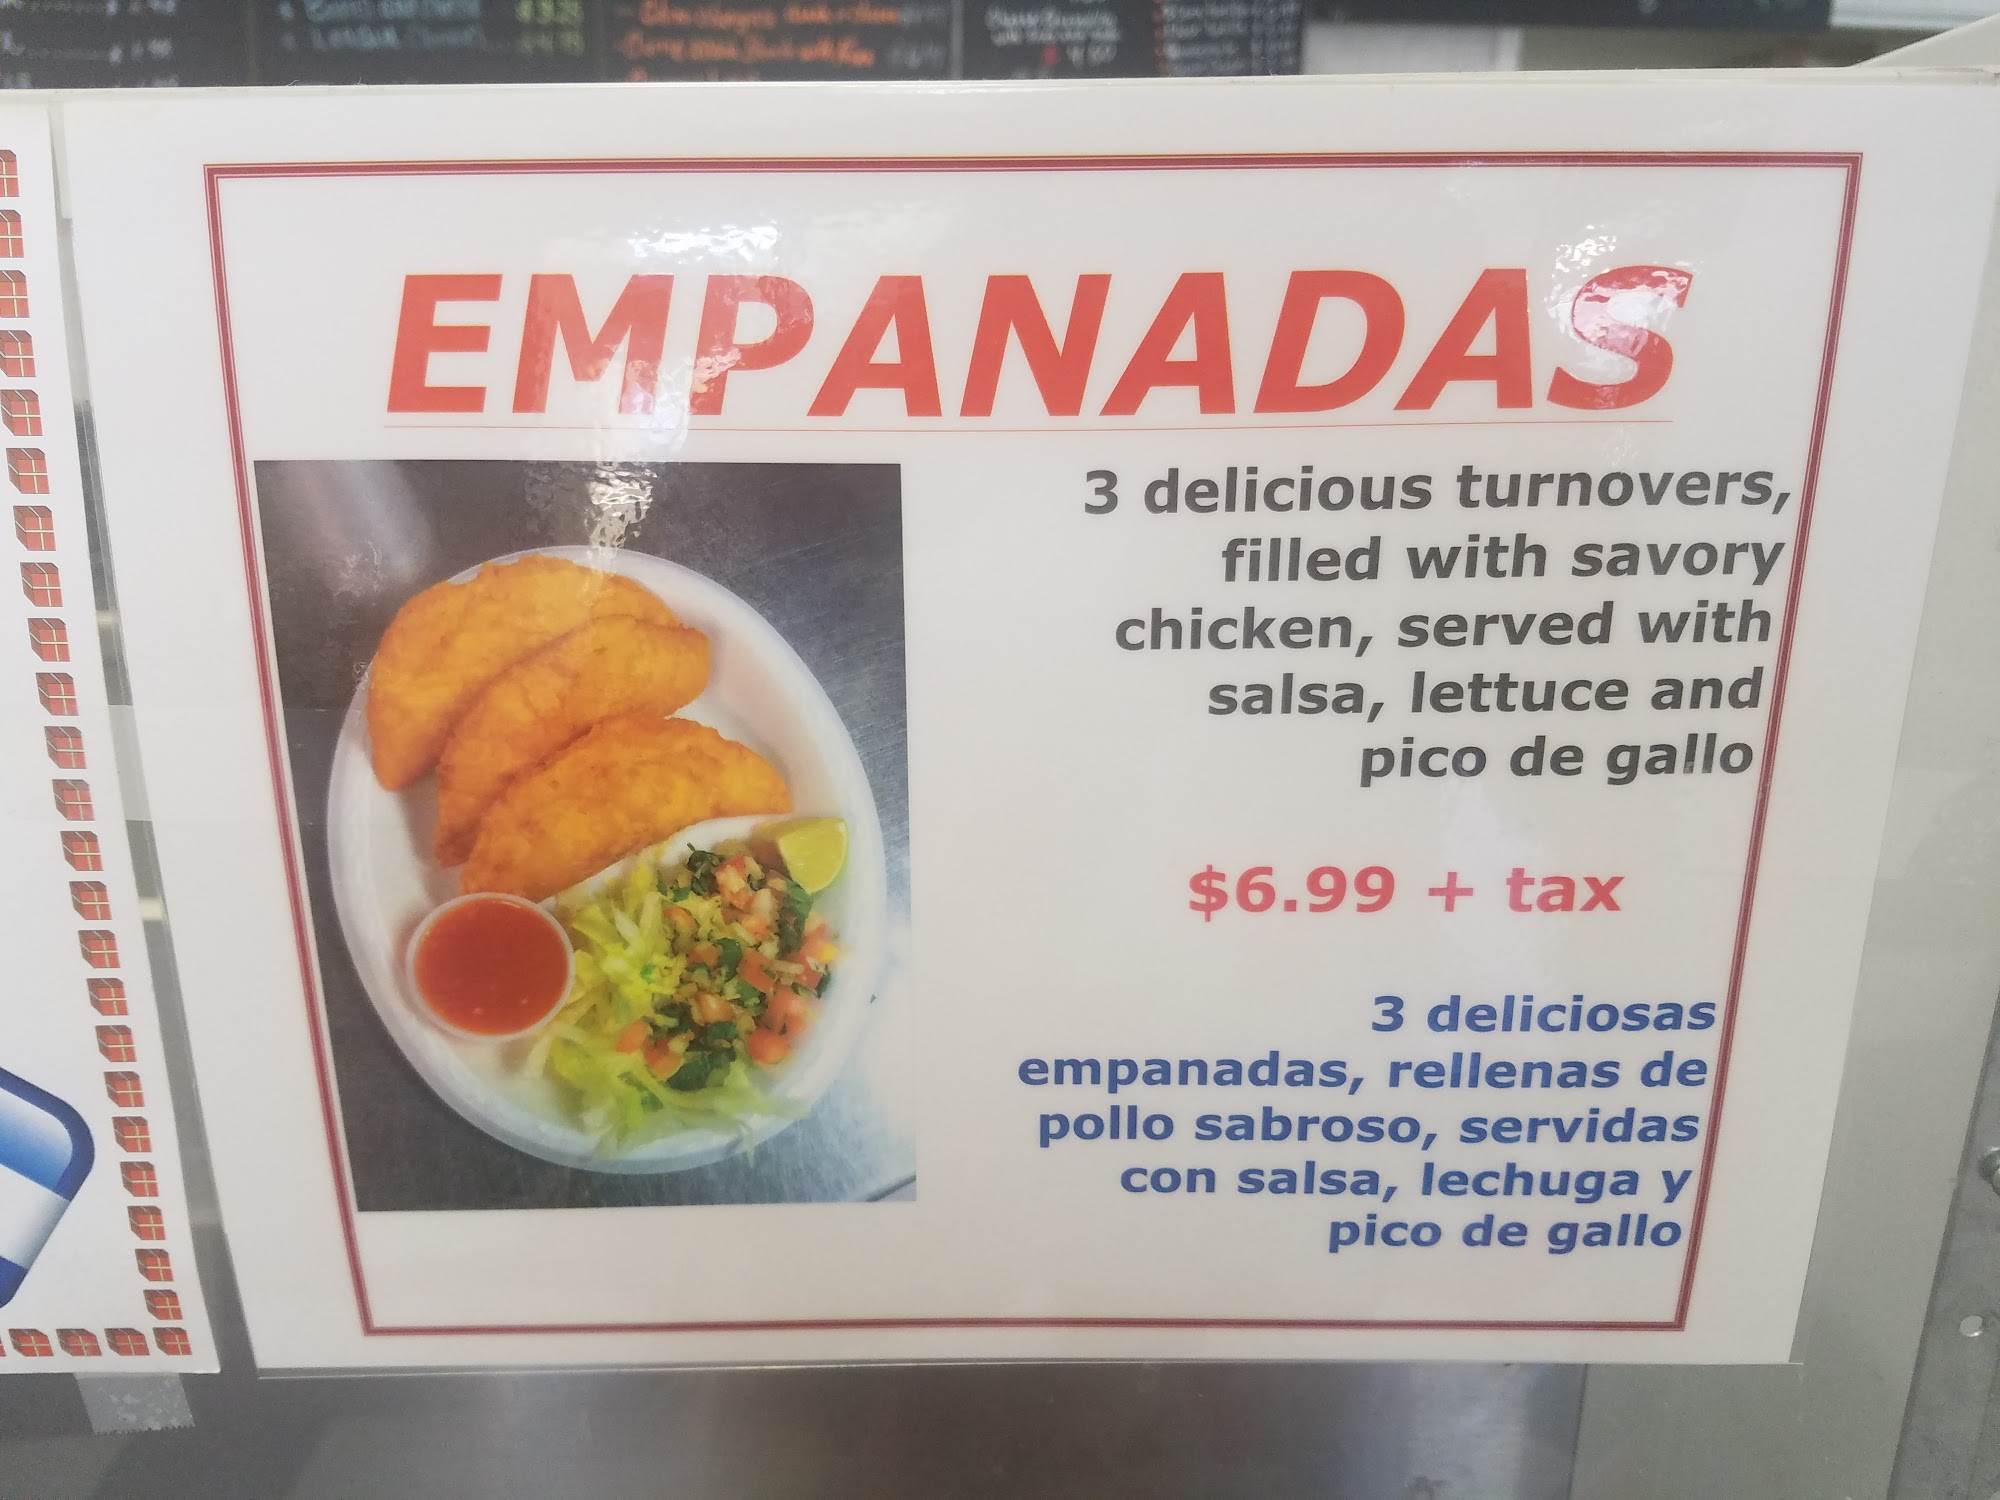 EMPANADAS
3 delicious turnovers,
filled with savory
chicken, served with
salsa, lettuce and
pico de gallo
$6.99 + tax
3 deliciosas
empanadas, rellenas de
pollo sabroso, servidas
con salsa, lechuga y
pico de gallo